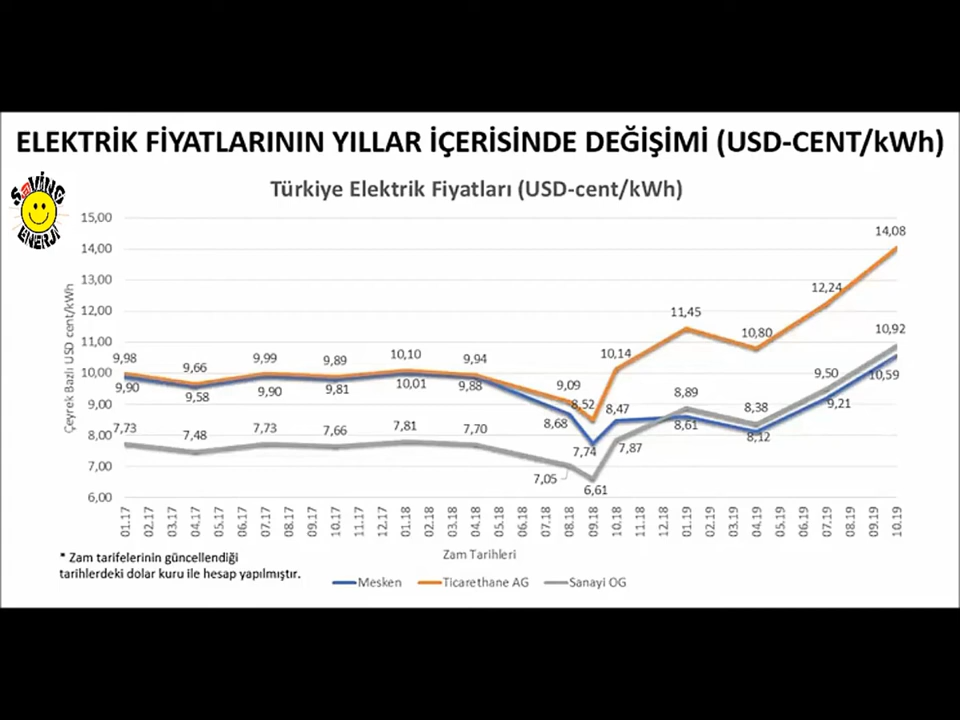 ELEKTRİK FİYATLARININ YILLAR İÇERİSİNDE DEĞİŞİMİ (USD-CENT/kWh)
SAVING
ENERJİ
Türkiye Elektrik Fiyatları (USD-cent/kWh)
Çeyrek Bazlı USD cent/kWh
15,00
14,00
13,00
12,00
11,00
10,00
9,00
8,00
7,00
6,00
9,98 9,66 9,99 9,89 10,10 9,94 9,09 8,52 10,14 11,45 10,80 12,24 14,08
9,90 9,58 9,90 9,81 10,01 9,88 8,68 7,74 8,47 8,61 8,12 9,21 10,59
7,73 7,48 7,73 7,66 7,81 7,70 7,05 6,61 7,87 8,89 8,38 9,50 10,92
01.17 02.17 03.17 04.17 05.17 06.17 07.17 08.17 09.17 10.17 11.17 12.17 01.18 02.18 03.18 04.18 05.18 06.18 07.18 08.18 09.18 10.18 11.18 12.18 01.19 02.19 03.19 04.19 05.19 06.19 07.19 08.19 09.19 10.19
Zam Tarihleri
* Zam tarifelerinin güncellendiği
tarihlerdeki dolar kuru ile hesap yapılmıştır.
Mesken Ticarethane AG Sanayi OG